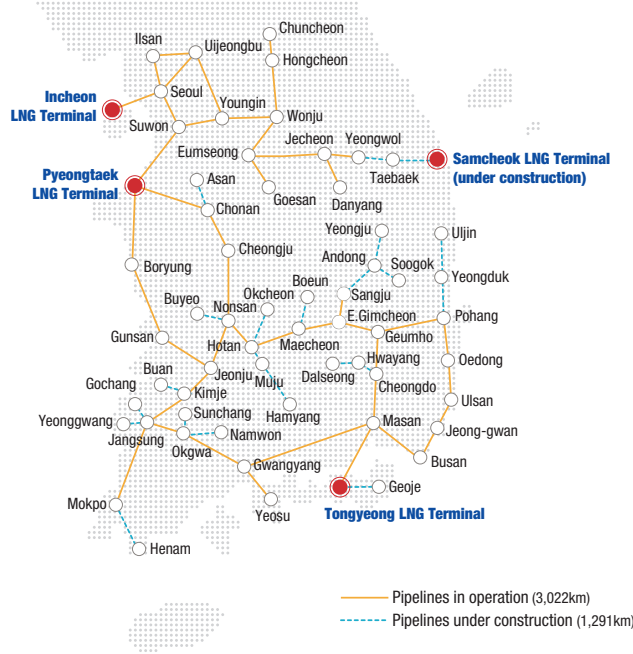 Chuncheon
Ilsan
Uijeongbu
Hongcheon
Incheon
LNG Terminal
Seoul
Youngin
Wonju
Suwon
Jecheon
Yeongwol
Eumseong
Samcheok LNG Terminal
(under construction)
Pyeongtaek
LNG Terminal
Asan
Taebaek
Goesan
Danyang
Chonan
Yeongju
Uljin
Cheongju
Andong
Soogok
Boryung
Boeun
Yeongduk
Buyeo
Okcheon
Sangju
Nonsan
E.Gimcheon
Pohang
Gunsan
Hotan
Maecheon
Geumho
Buan
Jeonju
Muju
Dalseong
Hwayang
Oedong
Gochang
Kimje
Cheongdo
Sunchang
Hamyang
Ulsan
Yeonggwang
Masan
Jangsung
Namwon
Jeong-gwan
Okgwa
Gwangyang
Busan
Mokpo
Geoje
Yeosu
Tongyeong LNG Terminal
Henam
Pipelines in operation (3,022km)
Pipelines under construction (1,291km)